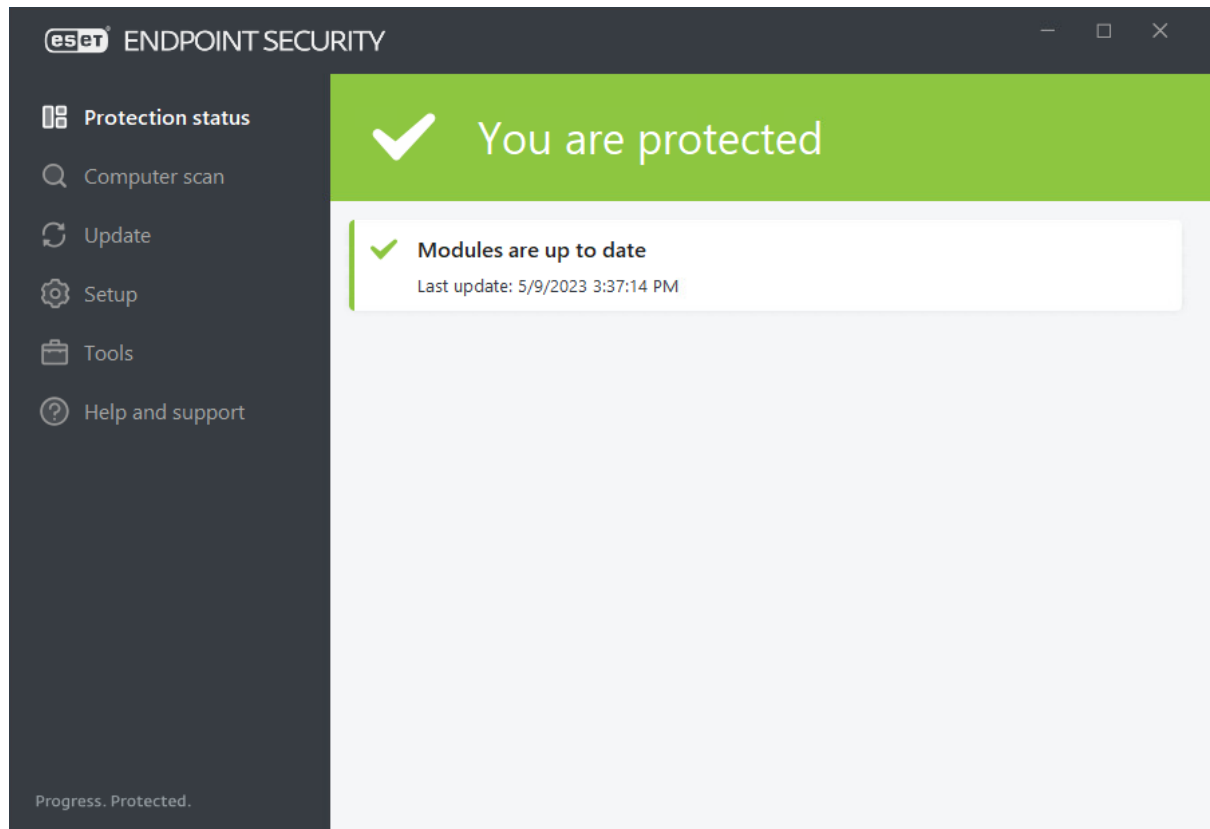 eset ENDPOINT SECURITY
Protection status
Computer scan
Update
Setup
Tools
Help and support
Progress. Protected.
You are protected
Modules are up to date
Last update: 5/9/2023 3:37:14 PM